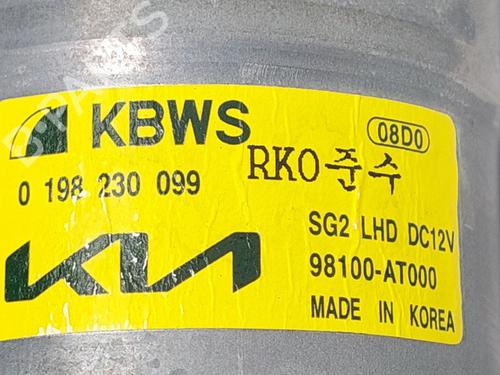 KBWS
08D0
0 198 230 099
RKO준수
KIA
SG2 LHD DC12V
98100-AT000
MADE IN KOREA